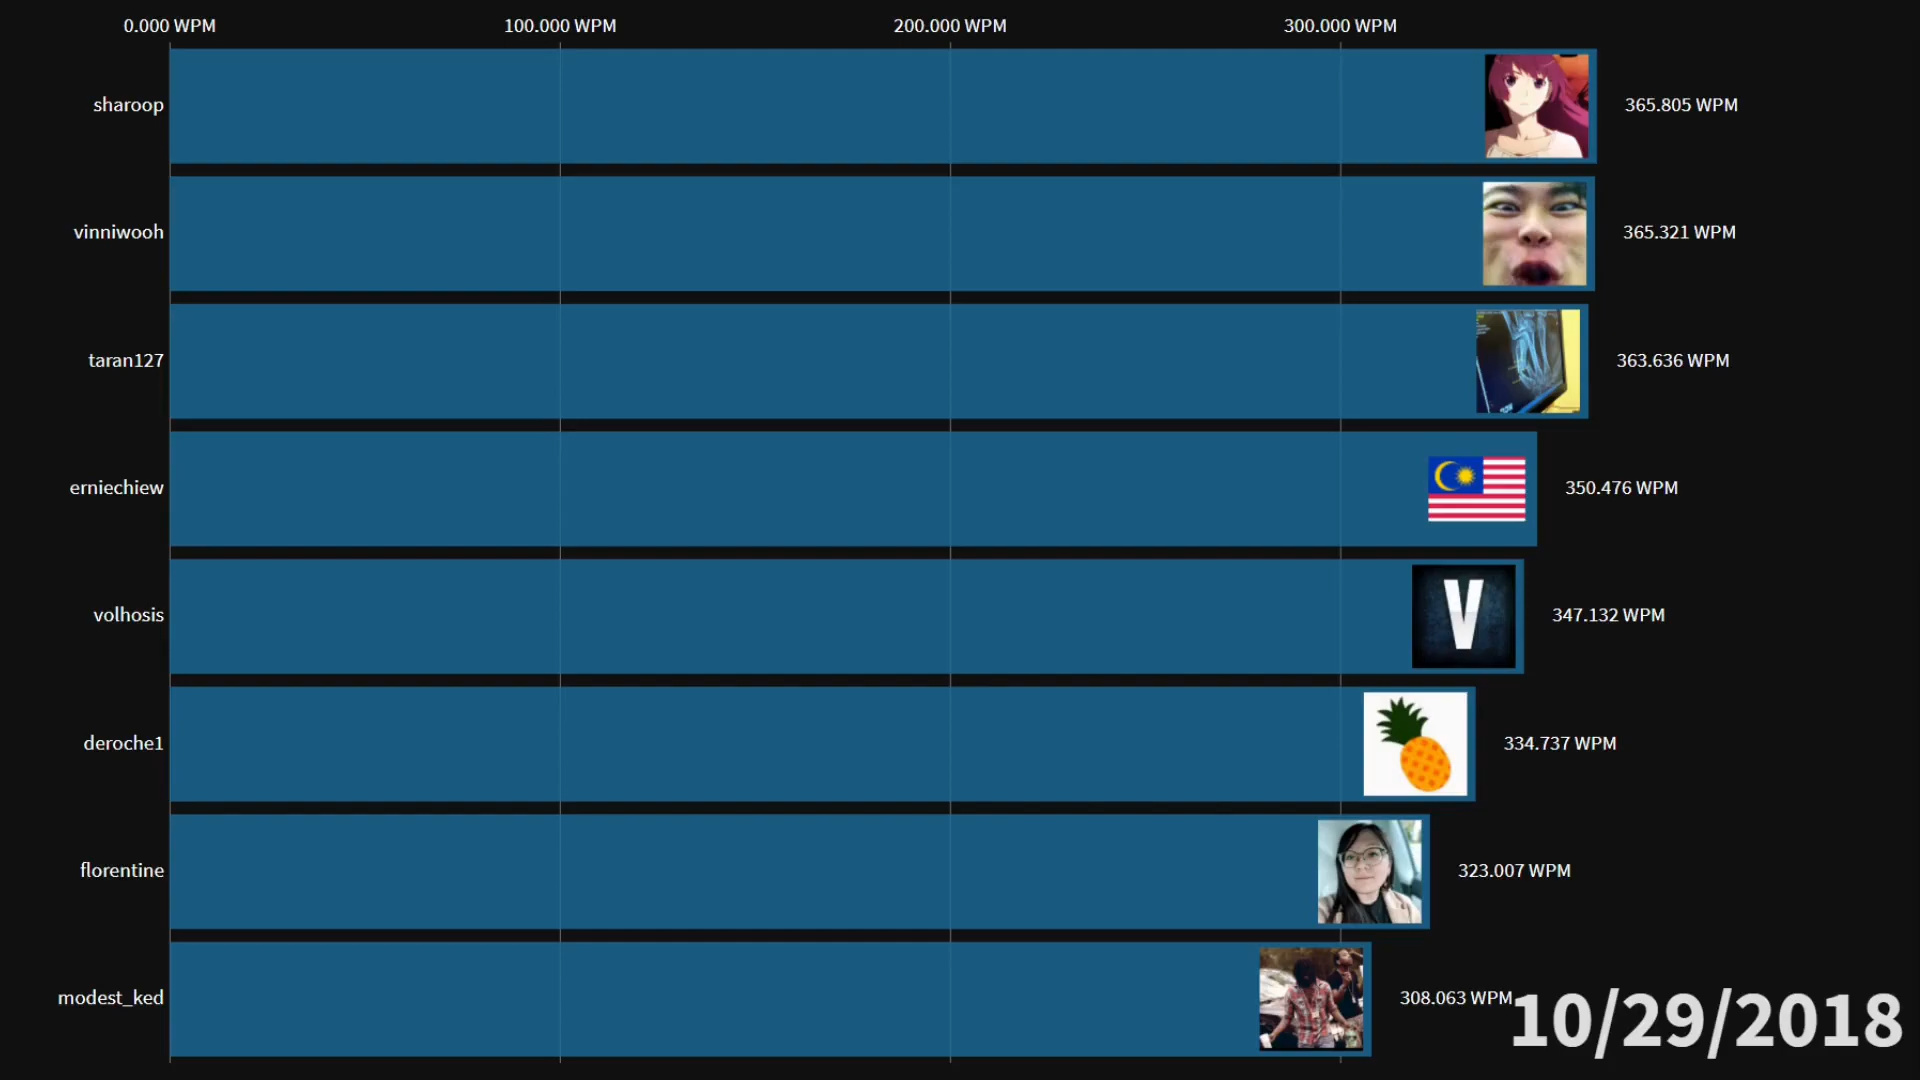 0.000 WPM 100.000 WPM 200.000 WPM 300.000 WPM
sharoop 365.805 WPM
vinniwooh 365.321 WPM
taran127 363.636 WPM
erniechiew 350.476 WPM
volhosis V 347.132 WPM
deroche1 334.737 WPM
florentine 323.007 WPM
modest_ked 308.063 WPM
10/29/2018